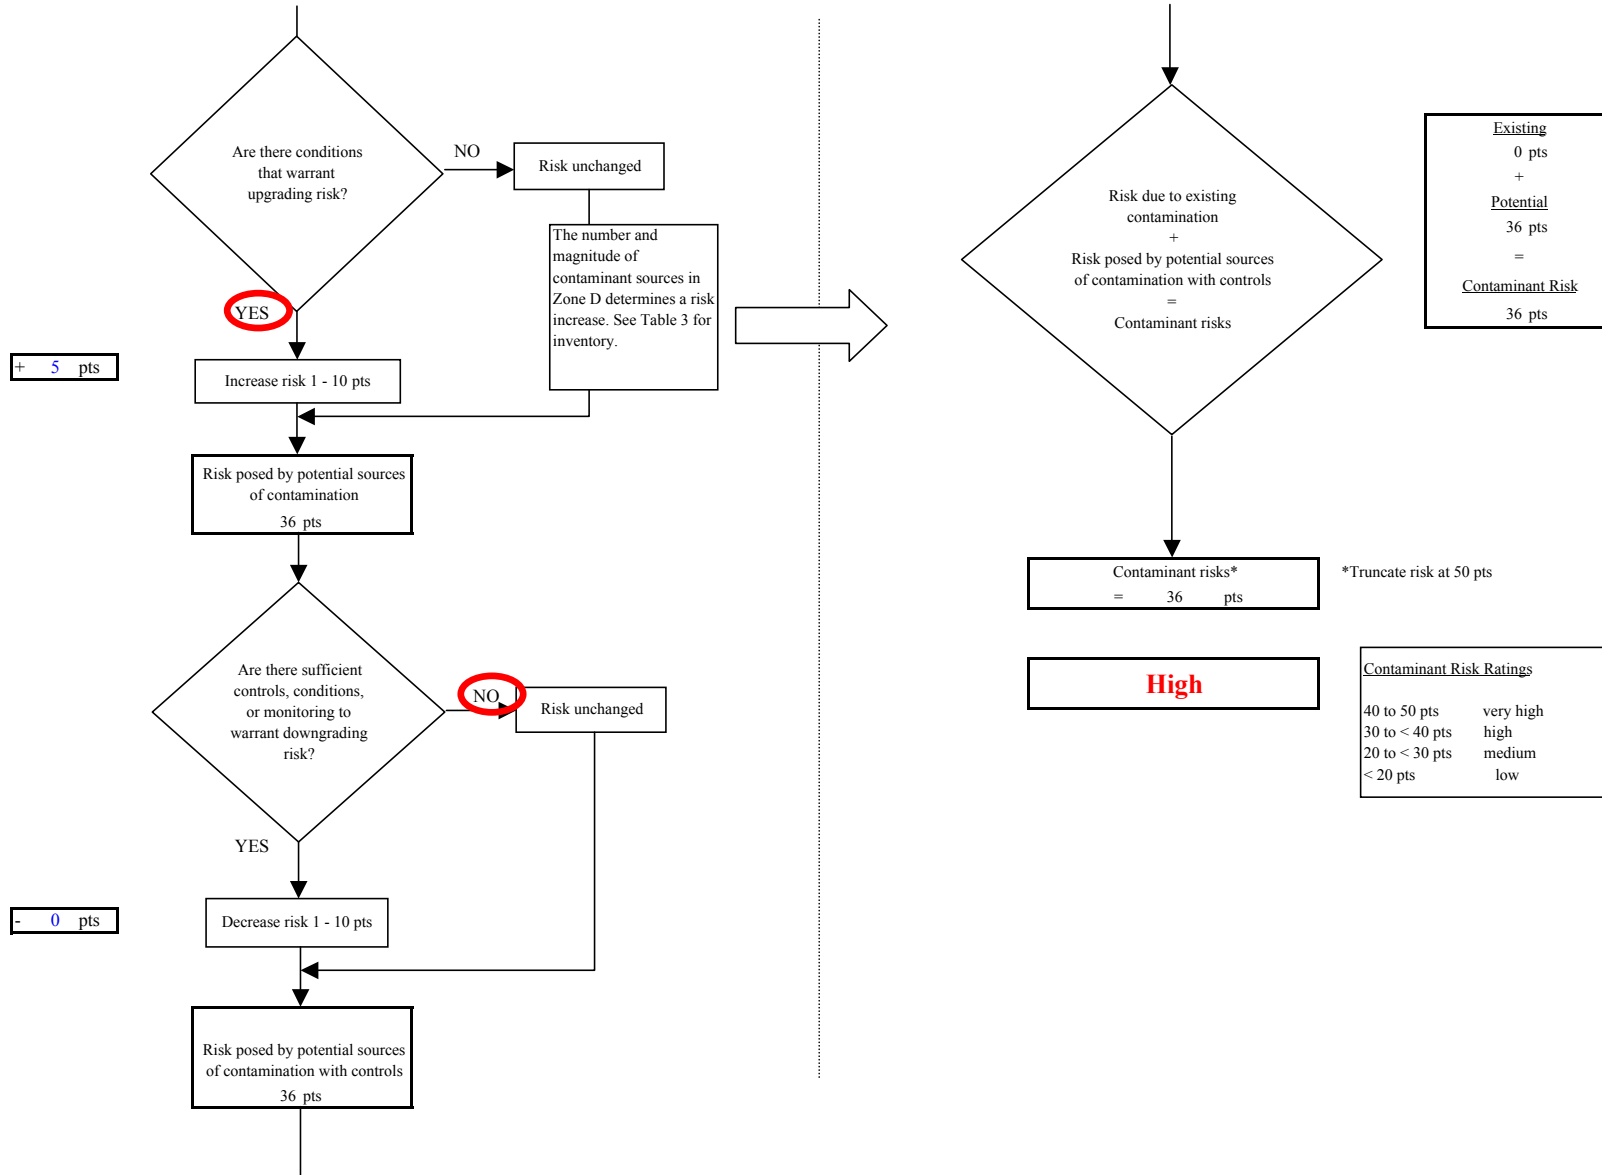 Are there conditions
that warrant
upgrading risk?
NO
Risk unchanged
The number and
magnitude of
contaminant sources in
Zone D determines a risk
increase. See Table 3 for
inventory.
YES
+ 5 pts
Increase risk 1 - 10 pts
Risk posed by potential sources
of contamination
36 pts
Are there sufficient
controls, conditions,
or monitoring to
warrant downgrading
risk?
NO
Risk unchanged
YES
- 0 pts
Decrease risk 1 - 10 pts
Risk posed by potential sources
of contamination with controls
36 pts
Risk due to existing
contamination
+
Risk posed by potential sources
of contamination with controls
=
Contaminant risks
Existing
0 pts
+
Potential
36 pts
=
Contaminant Risk
36 pts
Contaminant risks*
= 36 pts
*Truncate risk at 50 pts
High
Contaminant Risk Ratings
40 to 50 pts very high
30 to < 40 pts high
20 to < 30 pts medium
< 20 pts low